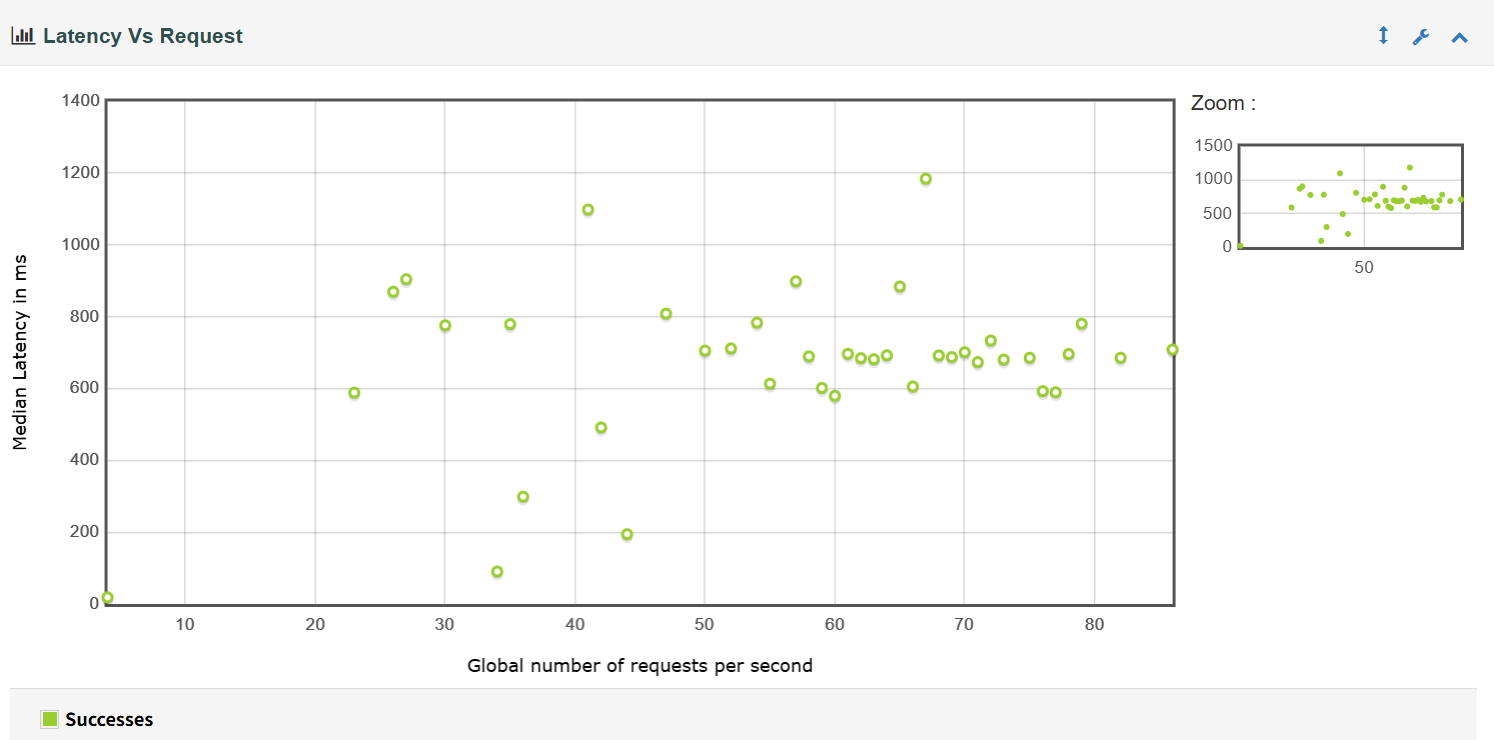 Latency Vs Request
1400
1200
1000
800
600
400
200
0
Median Latency in ms
10 20 30 40 50 60 70 80
Global number of requests per second
Zoom :
1500
1000
500
0
50
Successes